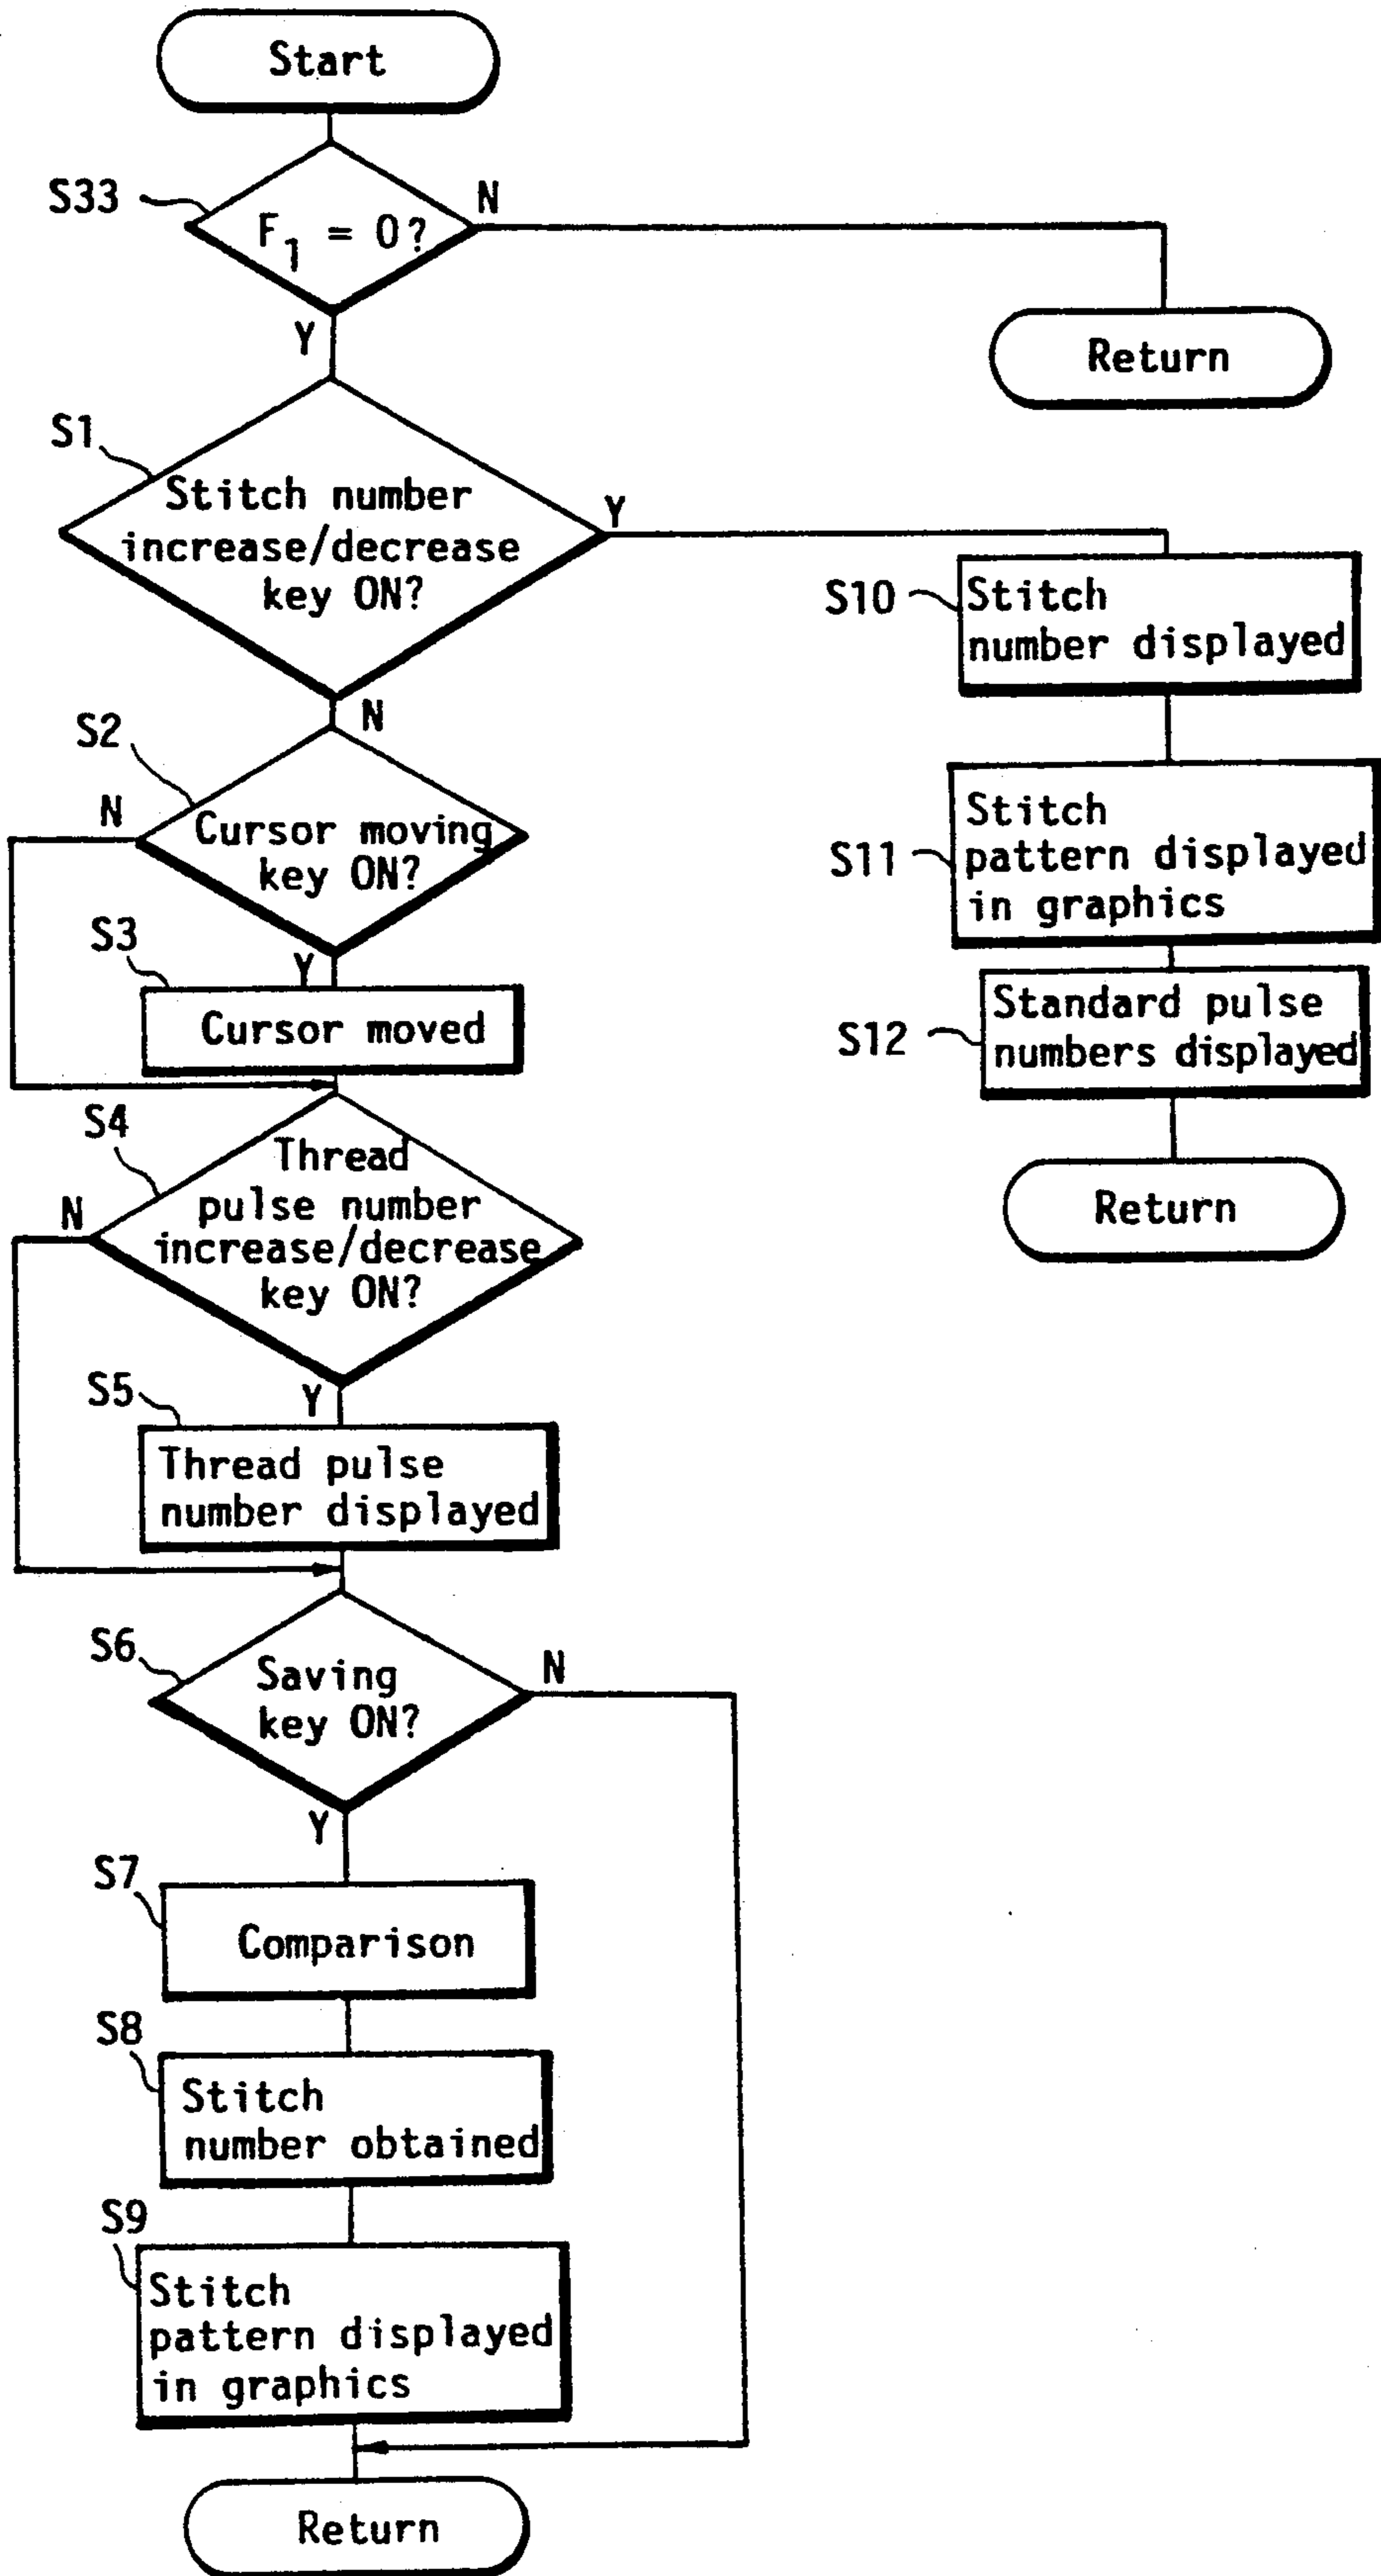 Start
S33
F1 = 0?
N
Y
Return
S1
Stitch number
increase/decrease
key ON?
Y
N
S10
Stitch
number displayed
S11
Stitch
pattern displayed
in graphics
S12
Standard pulse
numbers displayed
Return
S2
Cursor moving
key ON?
N
Y
S3
Cursor moved
S4
Thread
pulse number
increase/decrease
key ON?
N
Y
S5
Thread pulse
number displayed
S6
Saving
key ON?
N
Y
S7
Comparison
S8
Stitch
number obtained
S9
Stitch
pattern displayed
in graphics
Return